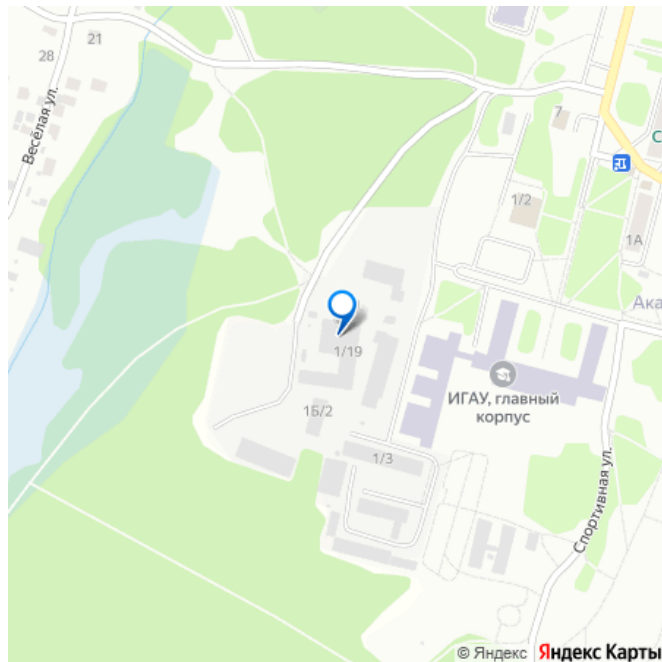 21
28
Весёлая ул.
7
С
1/2
1А
Ака
1/19
ИГАУ, главный
корпус
1Б/2
1/3
Спортивная ул.
© Яндекс Яндекс Карты